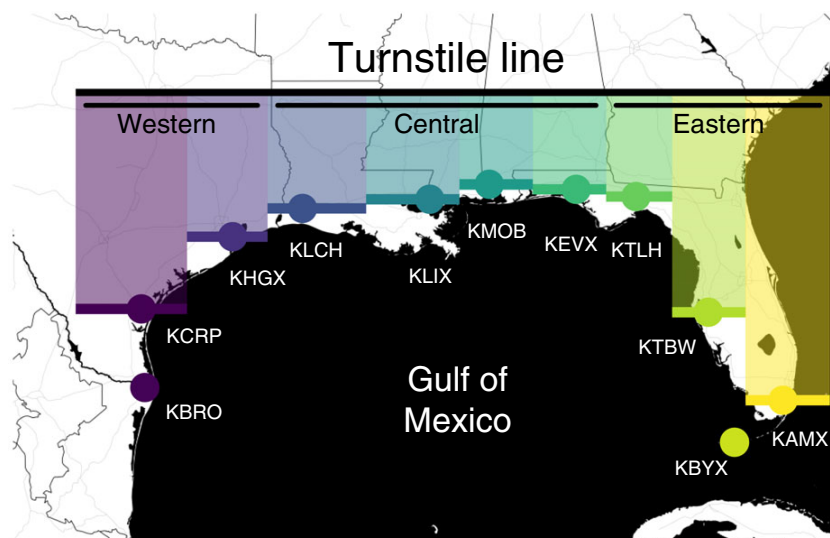 Turnstile line
Western
Central
Eastern
KMOB
KEVX
KTLH
KLCH
KHGX
KLIX
KCRP
KTBW
Gulf of
Mexico
KBRO
KAMX
KBYX